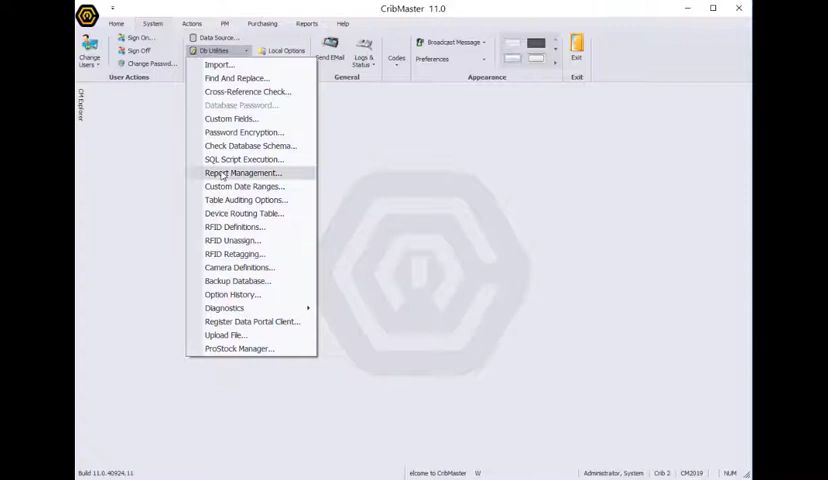 CribMaster 11.0
Home System Actions PM Purchasing Reports Help
Change Users
Sign On...
Sign Off
Change Passwd...
User Actions
Data Source...
Db Utilities
Local Options
Send EMail
Logs & Status
General
Codes
Broadcast Message
Preferences
Appearance
Exit
Exit
CM Explorer
Import...
Find And Replace...
Cross-Reference Check...
Database Password...
Custom Fields...
Password Encryption...
Check Database Schema...
SQL Script Execution...
Report Management...
Custom Date Ranges...
Table Auditing Options...
Device Routing Table...
RFID Definitions...
RFID Unassign...
RFID Retagging...
Camera Definitions...
Backup Database...
Option History...
Diagnostics
Register Data Portal Client...
Upload File...
ProStock Manager...
Build 11.0.40924.11
elcome to CribMaster W
Administrator, System Crib 2 CM2019 NUM